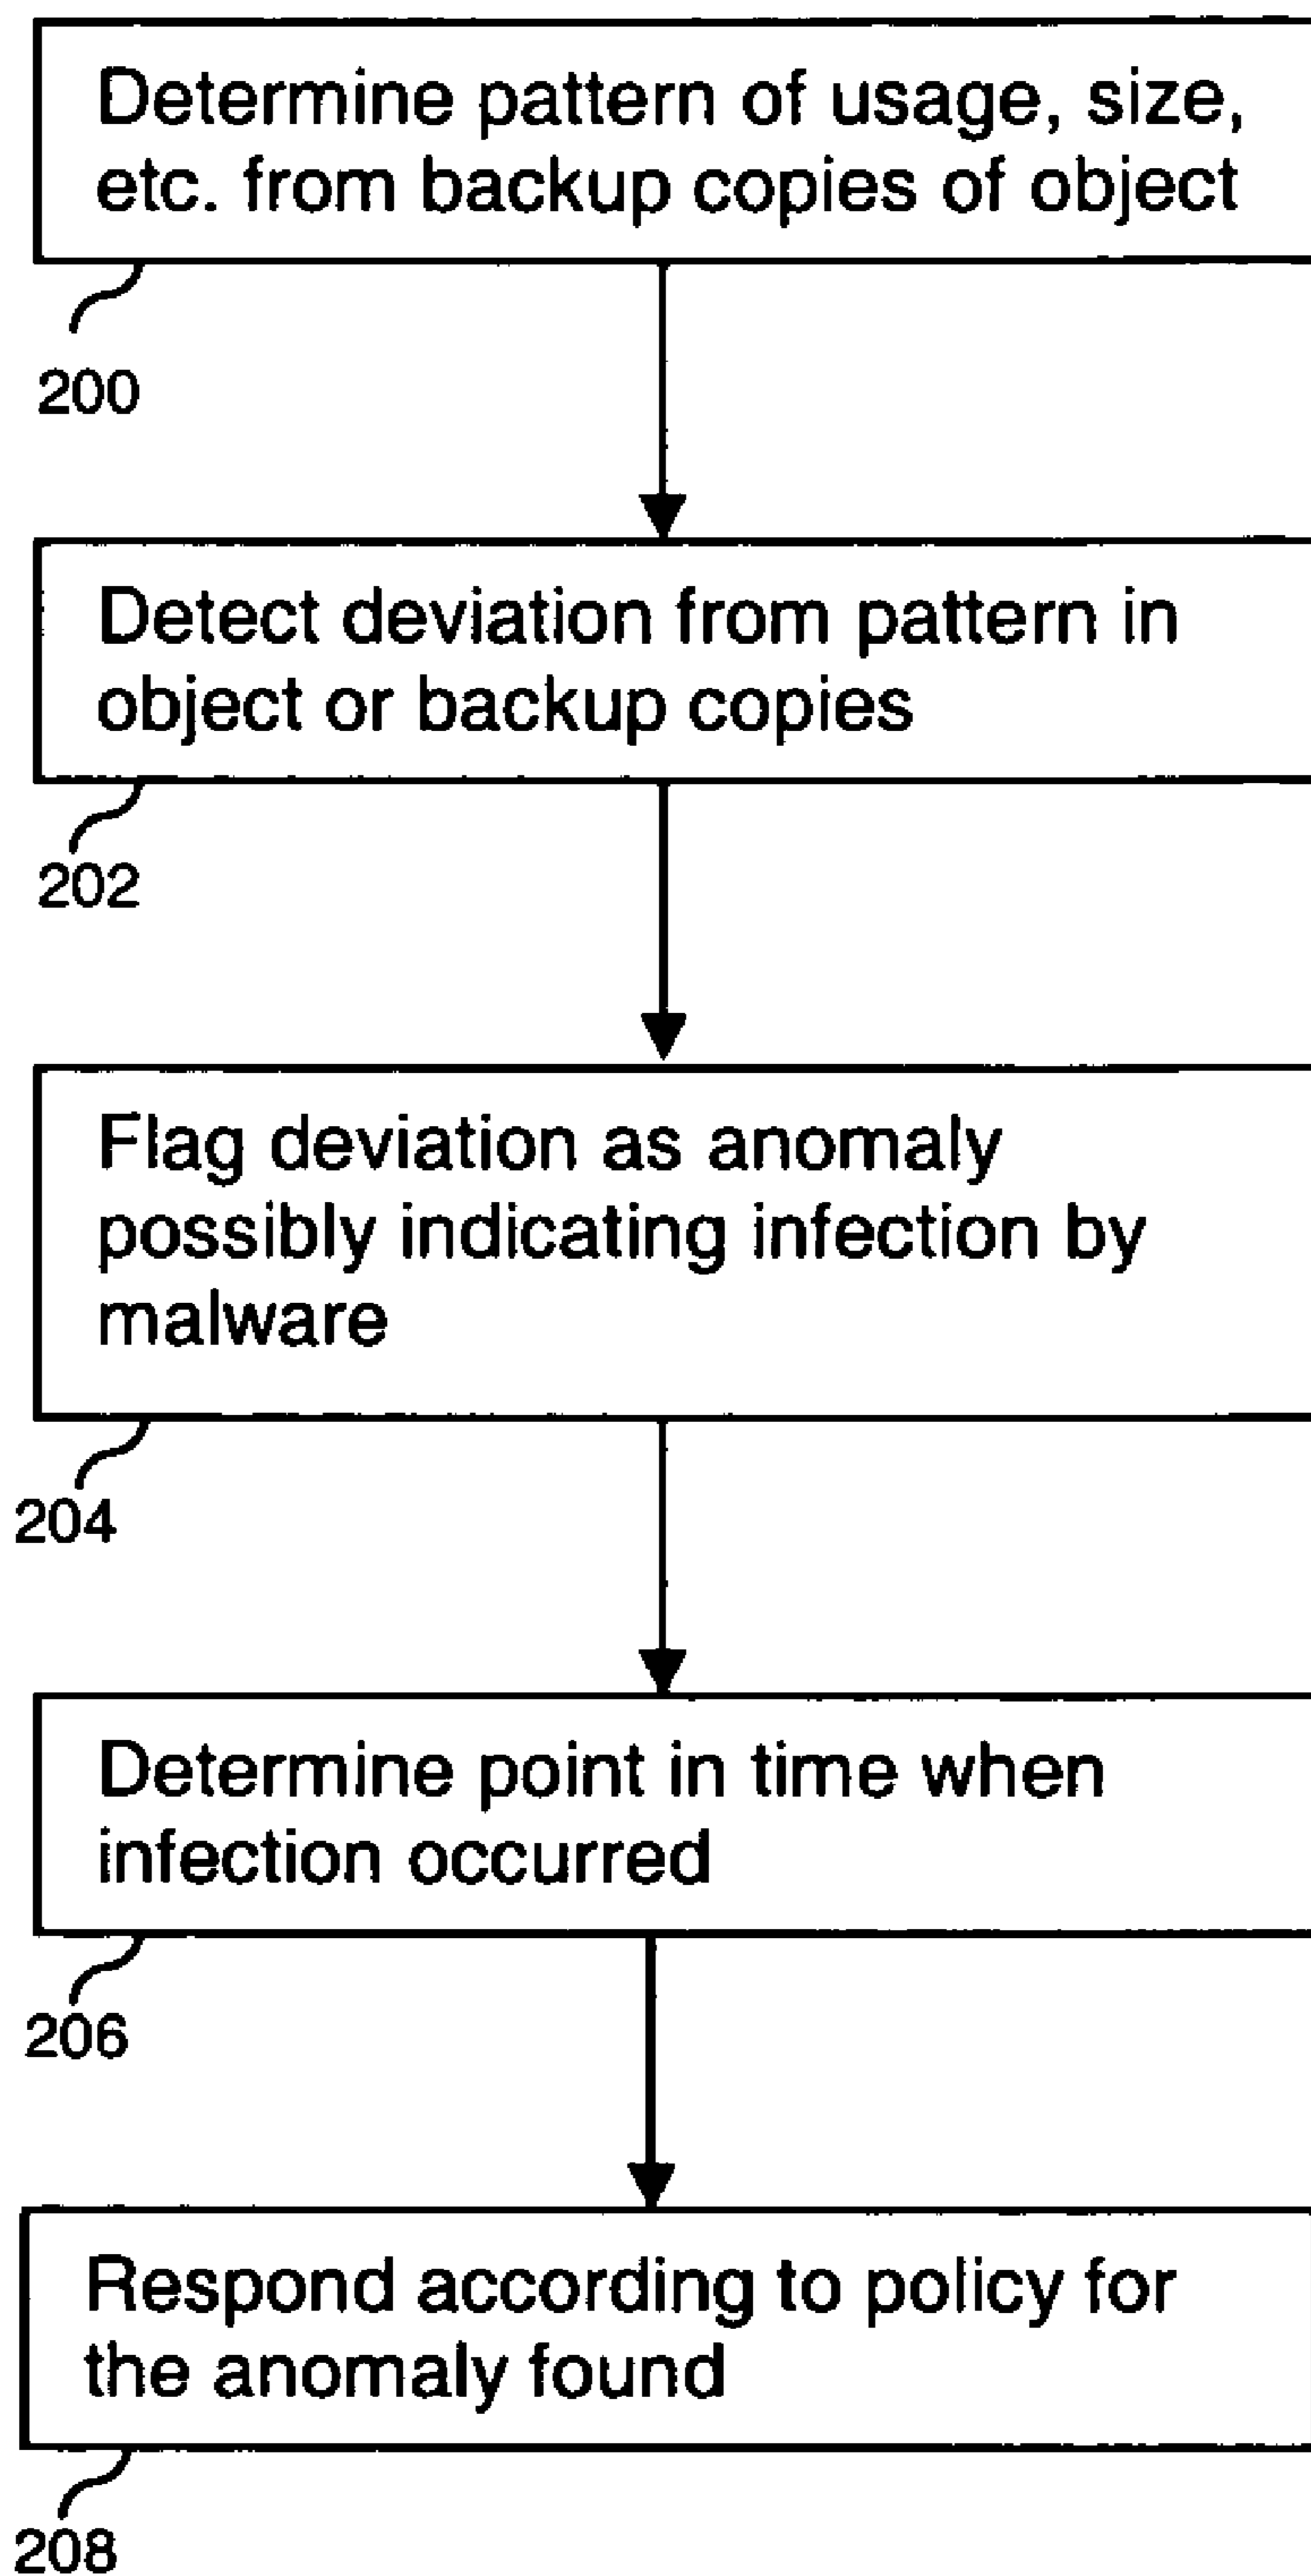 Determine pattern of usage, size,
etc. from backup copies of object
200
Detect deviation from pattern in
object or backup copies
202
Flag deviation as anomaly
possibly indicating infection by
malware
204
Determine point in time when
infection occurred
206
Respond according to policy for
the anomaly found
208